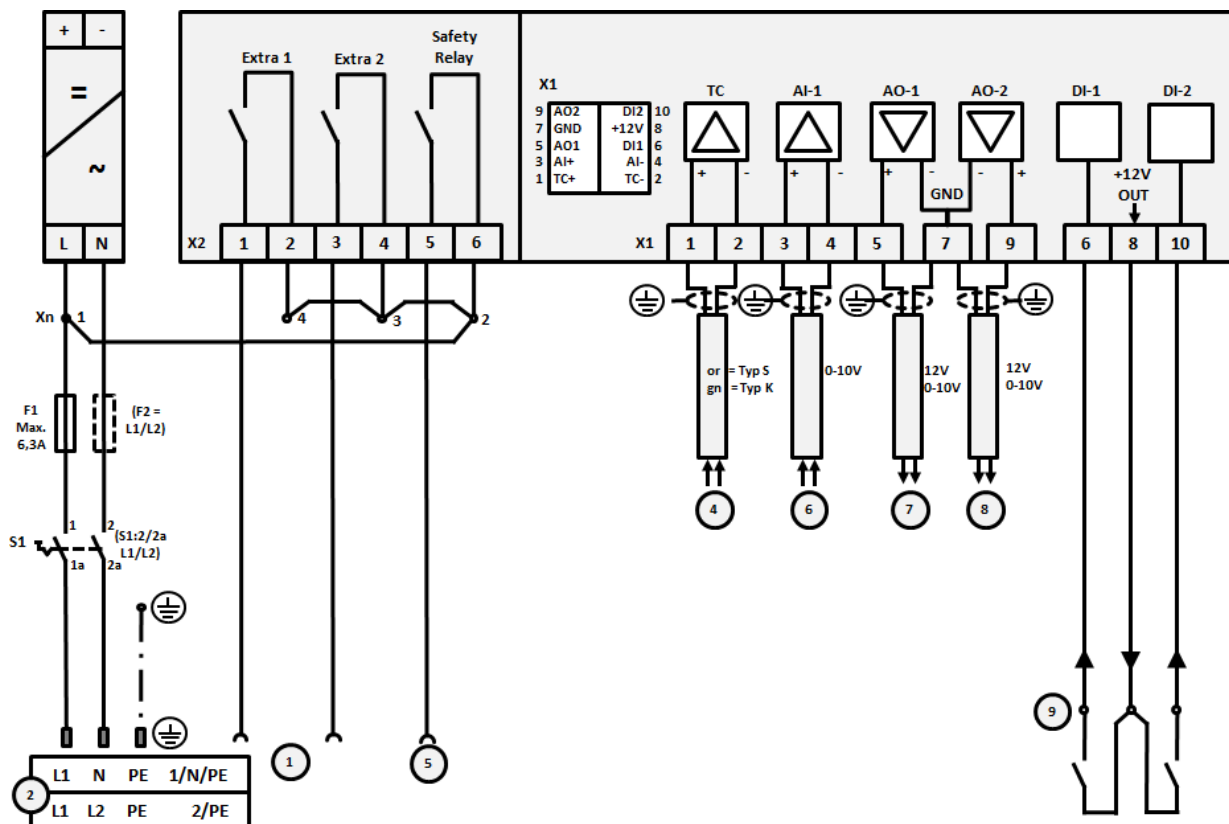 + -
=
~
L N
Extra 1 Extra 2 Safety
Relay
X2 1 2 3 4 5 6
X1
9 AO2 DI2 10
7 GND +12V 8
5 AO1 DI1 6
3 AI+ AI- 4
1 TC+ TC- 2
TC AI-1 AO-1 AO-2 DI-1 DI-2
+ - + - + - - +
GND
+12V
OUT
X1 1 2 3 4 5 7 9 6 8 10
Xn 1 4 3 2
F1
Max.
6,3A
(F2 =
L1/L2)
or = Typ S
gn =Typ K
0-10V
12V
0-10V
12V
0-10V
4 6 7 8
S1 1 2
1a 2a
(S1:2/2a
L1/L2)
9
1 5
2
L1 N PE 1/N/PE
L1 L2 PE 2/PE